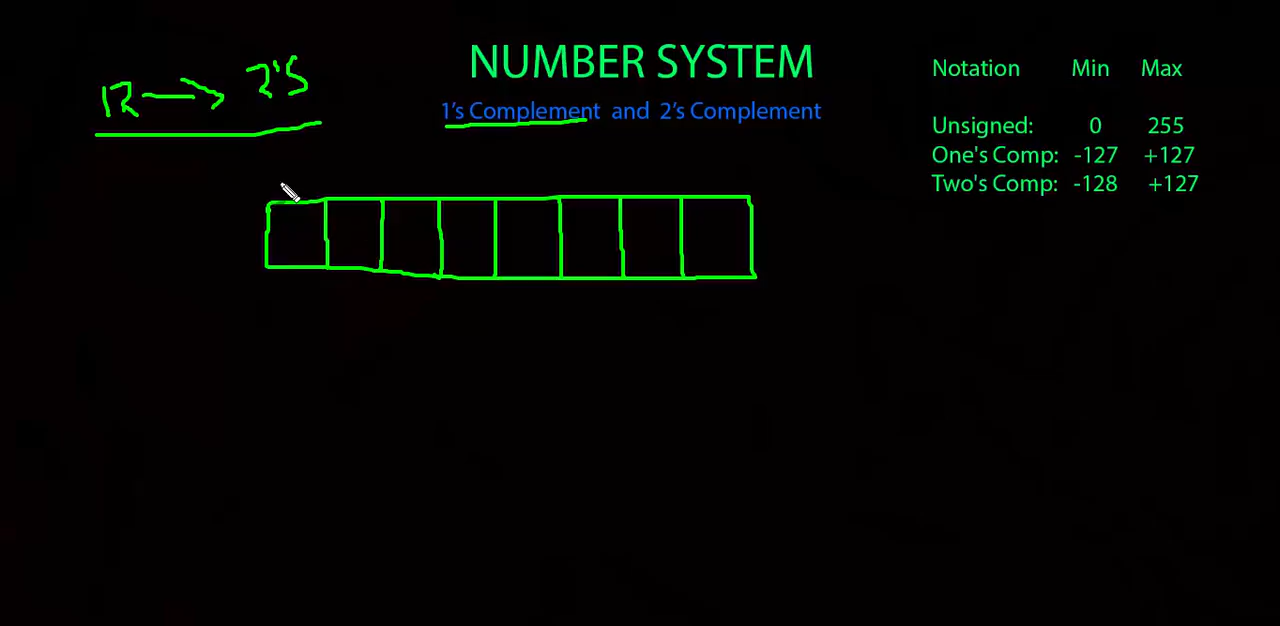 12 → 2's
NUMBER SYSTEM
1's Complement and 2's Complement
Notation Min Max
Unsigned: 0 255
One's Comp: -127 +127
Two's Comp: -128 +127